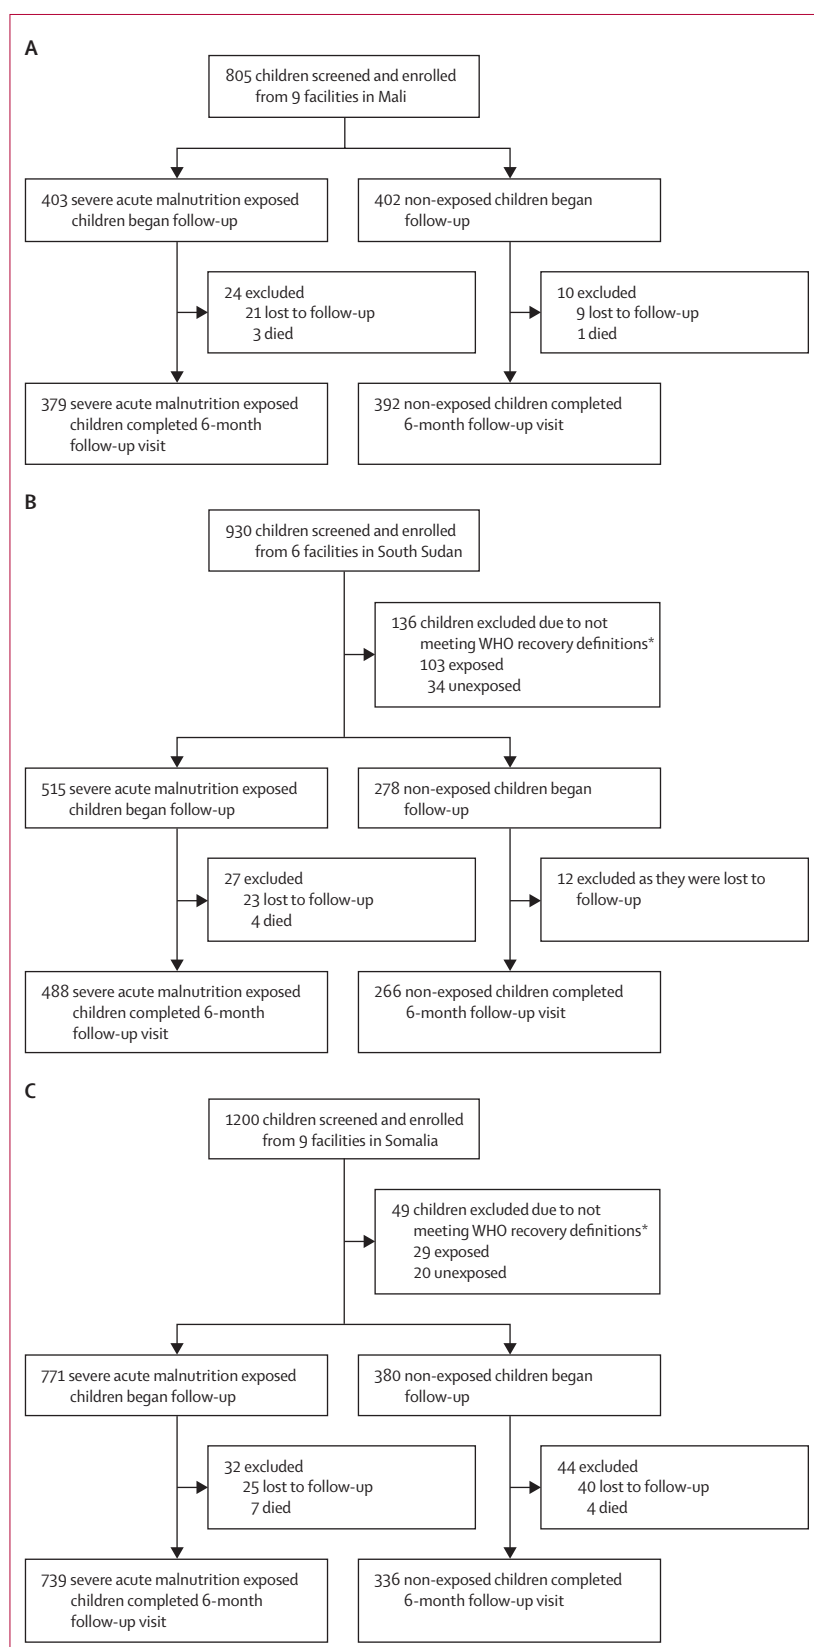 A
805 children screened and enrolled
from 9 facilities in Mali
403 severe acute malnutrition exposed
children began follow-up
402 non-exposed children began
follow-up
24 excluded
21 lost to follow-up
3 died
10 excluded
9 lost to follow-up
1 died
379 severe acute malnutrition exposed
children completed 6-month
follow-up visit
392 non-exposed children completed
6-month follow-up visit
B
930 children screened and enrolled
from 6 facilities in South Sudan
136 children excluded due to not
meeting WHO recovery definitions*
103 exposed
34 unexposed
515 severe acute malnutrition exposed
children began follow-up
278 non-exposed children began
follow-up
27 excluded
23 lost to follow-up
4 died
12 excluded as they were lost to
follow-up
488 severe acute malnutrition exposed
children completed 6-month
follow-up visit
266 non-exposed children completed
6-month follow-up visit
C
1200 children screened and enrolled
from 9 facilities in Somalia
49 children excluded due to not
meeting WHO recovery definitions*
29 exposed
20 unexposed
771 severe acute malnutrition exposed
children began follow-up
380 non-exposed children began
follow-up
32 excluded
25 lost to follow-up
7 died
44 excluded
40 lost to follow-up
4 died
739 severe acute malnutrition exposed
children completed 6-month
follow-up visit
336 non-exposed children completed
6-month follow-up visit